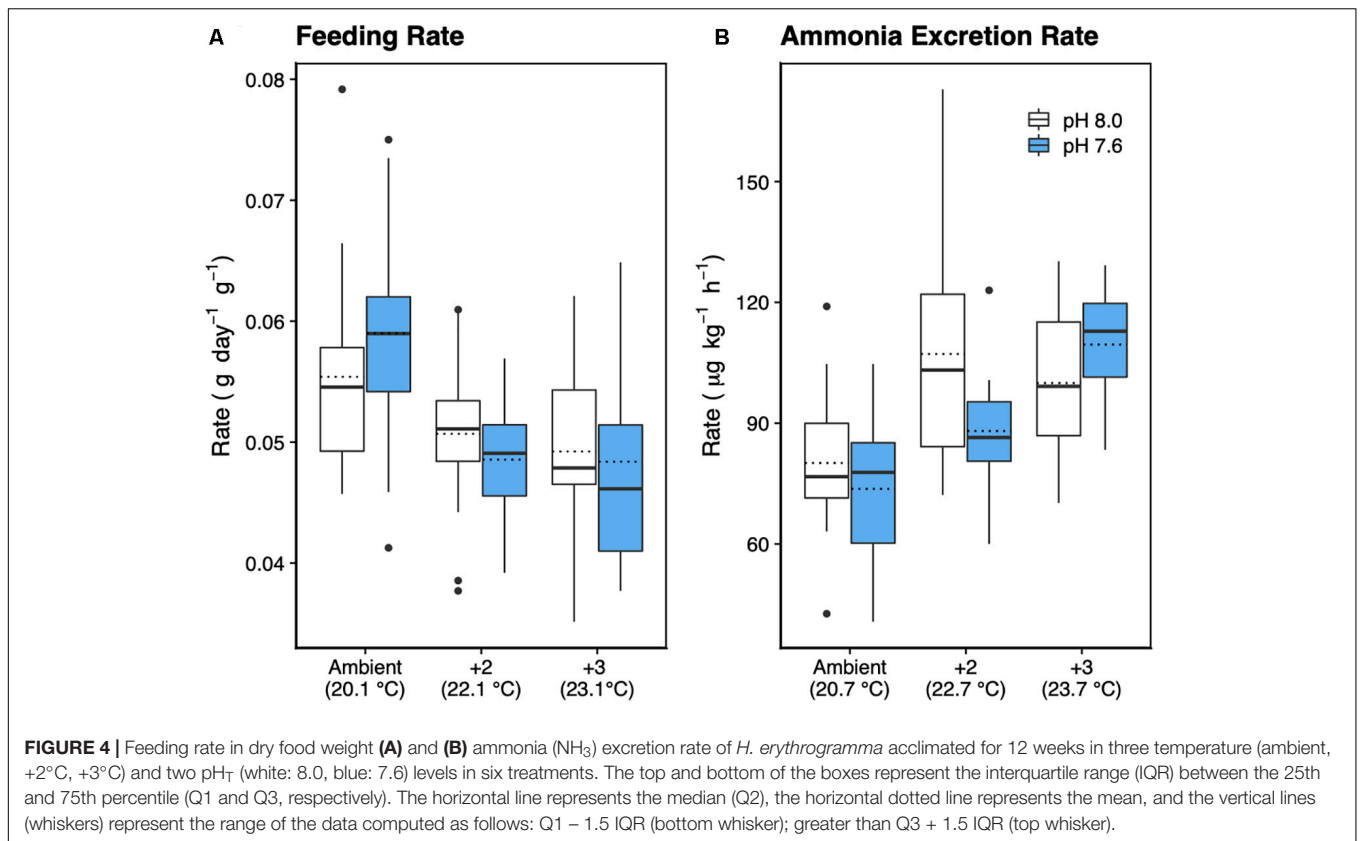 A Feeding Rate
0.08
0.07
0.06
0.05
0.04
Rate ( g day⁻¹ g⁻¹)
Ambient +2 +3
(20.1 °C) (22.1 °C) (23.1°C)
B Ammonia Excretion Rate
pH 8.0
pH 7.6
150
120
90
60
Rate ( µg kg⁻¹ h⁻¹)
Ambient +2 +3
(20.7 °C) (22.7 °C) (23.7 °C)
FIGURE 4 | Feeding rate in dry food weight (A) and (B) ammonia (NH₃) excretion rate of H. erythrogramma acclimated for 12 weeks in three temperature (ambient,
+2°C, +3°C) and two pHT (white: 8.0, blue: 7.6) levels in six treatments. The top and bottom of the boxes represent the interquartile range (IQR) between the 25th
and 75th percentile (Q1 and Q3, respectively). The horizontal line represents the median (Q2), the horizontal dotted line represents the mean, and the vertical lines
(whiskers) represent the range of the data computed as follows: Q1 – 1.5 IQR (bottom whisker); greater than Q3 + 1.5 IQR (top whisker).